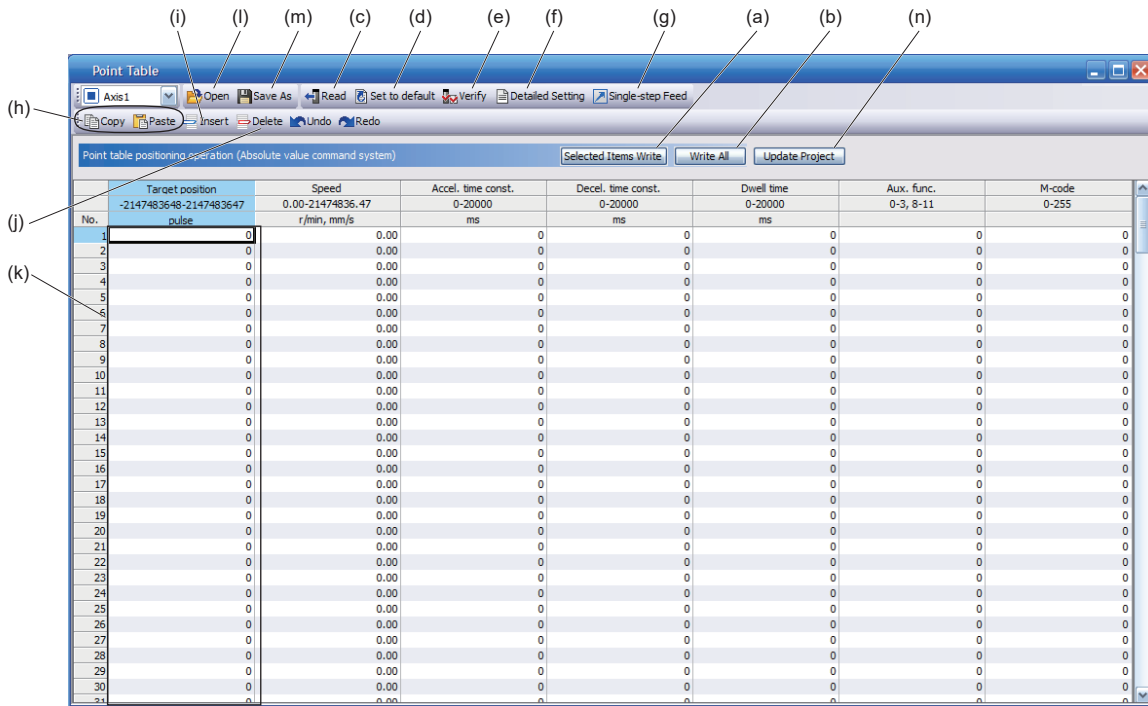 (i) (l) (m) (c) (d) (e) (f) (g) (a) (b) (n)
Point Table
Axis1 Open Save As Read Set to default Verify Detailed Setting Single-step Feed
(h)
Copy Paste Insert Delete Undo Redo
Point table positioning operation (Absolute value command system) Selected Items Write Write All Update Project
Target position Speed Accel. time const. Decel. time const. Dwell time Aux. func. M-code
-2147483648-2147483647 0.00-21474836.47 0-20000 0-20000 0-20000 0-3, 8-11 0-255
(j)
No. pulse r/min, mm/s ms ms ms
1 0 0.00 0 0 0 0 0
2 0 0.00 0 0 0 0 0
3 0 0.00 0 0 0 0 0
(k)
4 0 0.00 0 0 0 0 0
5 0 0.00 0 0 0 0 0
6 0 0.00 0 0 0 0 0
7 0 0.00 0 0 0 0 0
8 0 0.00 0 0 0 0 0
9 0 0.00 0 0 0 0 0
10 0 0.00 0 0 0 0 0
11 0 0.00 0 0 0 0 0
12 0 0.00 0 0 0 0 0
13 0 0.00 0 0 0 0 0
14 0 0.00 0 0 0 0 0
15 0 0.00 0 0 0 0 0
16 0 0.00 0 0 0 0 0
17 0 0.00 0 0 0 0 0
18 0 0.00 0 0 0 0 0
19 0 0.00 0 0 0 0 0
20 0 0.00 0 0 0 0 0
21 0 0.00 0 0 0 0 0
22 0 0.00 0 0 0 0 0
23 0 0.00 0 0 0 0 0
24 0 0.00 0 0 0 0 0
25 0 0.00 0 0 0 0 0
26 0 0.00 0 0 0 0 0
27 0 0.00 0 0 0 0 0
28 0 0.00 0 0 0 0 0
29 0 0.00 0 0 0 0 0
30 0 0.00 0 0 0 0 0
31 0 0.00 0 0 0 0 0